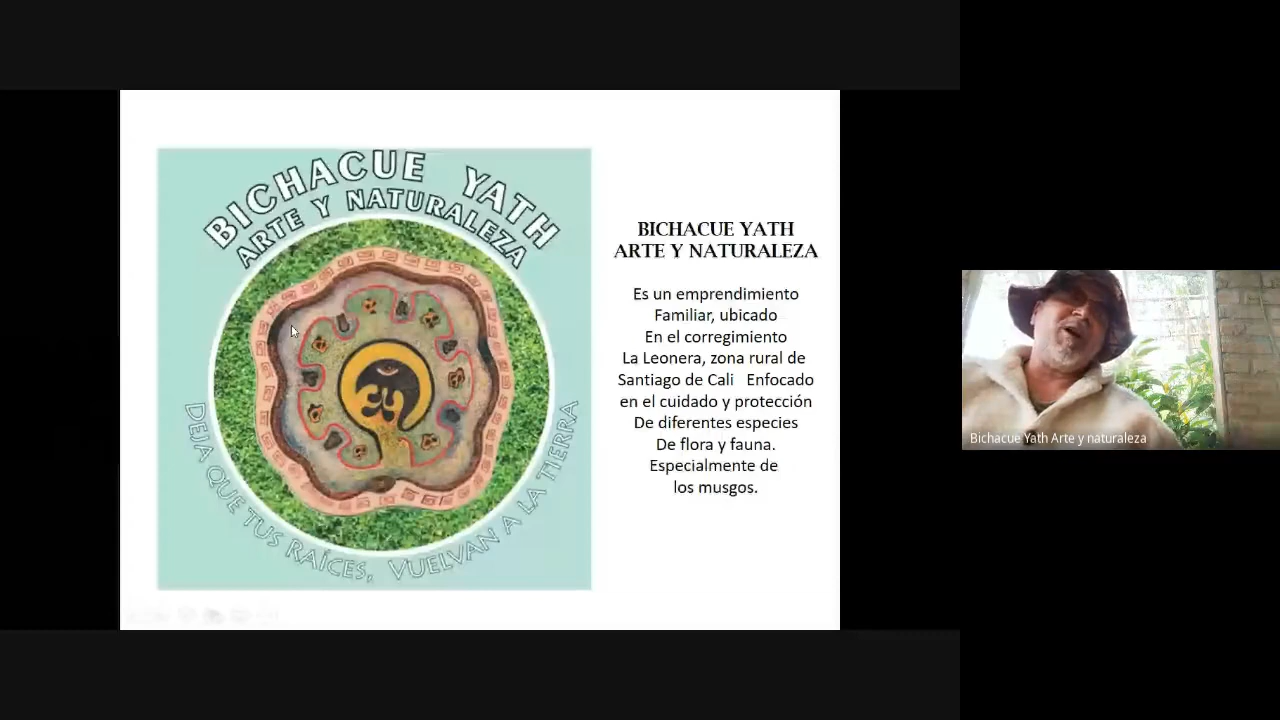 BICHACUE YATH
ARTE Y NATURALEZA
DEJA QUE TUS RAÍCES, VUELVAN A LA TIERRA
BICHACUE YATH
ARTE Y NATURALEZA
Es un emprendimiento
Familiar, ubicado
En el corregimiento
La Leonera, zona rural de
Santiago de Cali Enfocado
en el cuidado y protección
De diferentes especies
De flora y fauna.
Especialmente de
los musgos.
Bichacue Yath Arte y naturaleza